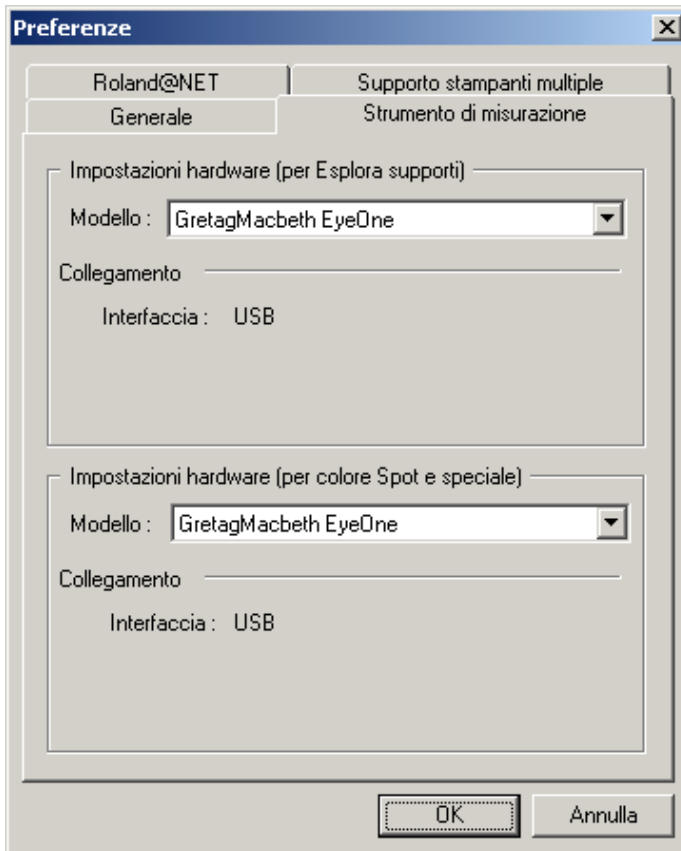 Preferenze
Roland@NET
Supporto stampanti multiple
Generale
Strumento di misurazione
Impostazioni hardware (per Esplora supporti)
Modello : GretagMacbeth EyeOne
Collegamento
Interfaccia : USB
Impostazioni hardware (per colore Spot e speciale)
Modello : GretagMacbeth EyeOne
Collegamento
Interfaccia : USB
OK
Annulla